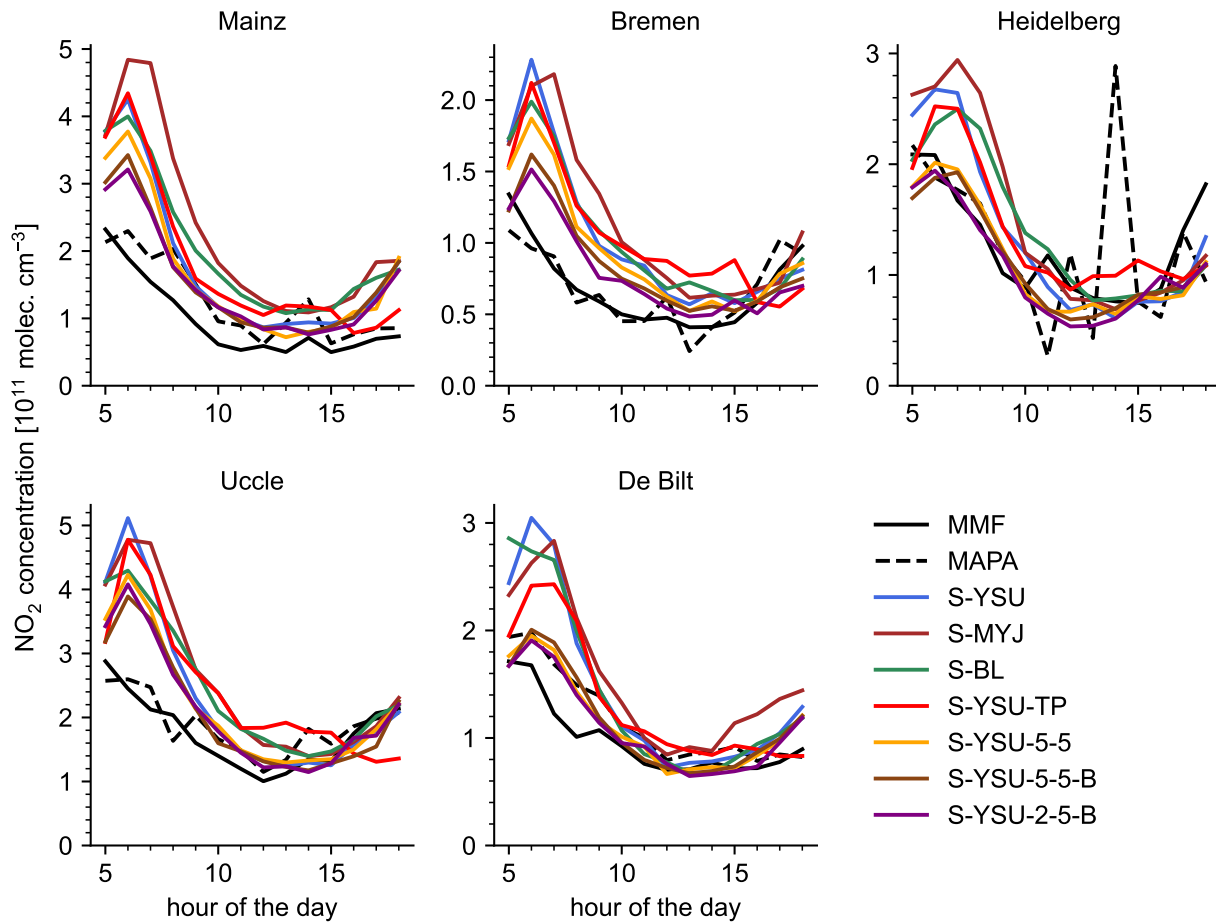 Mainz
Bremen
Heidelberg
5
4
3
2
1
0
5
10
15
2.0
1.5
1.0
0.5
0.0
5
10
15
3
2
1
0
5
10
15
NO₂ concentration [10¹¹ molec. cm⁻³]
Uccle
De Bilt
5
4
3
2
1
0
5
10
15
hour of the day
3
2
1
0
5
10
15
hour of the day
MMF
MAPA
S-YSU
S-MYJ
S-BL
S-YSU-TP
S-YSU-5-5
S-YSU-5-5-B
S-YSU-2-5-B